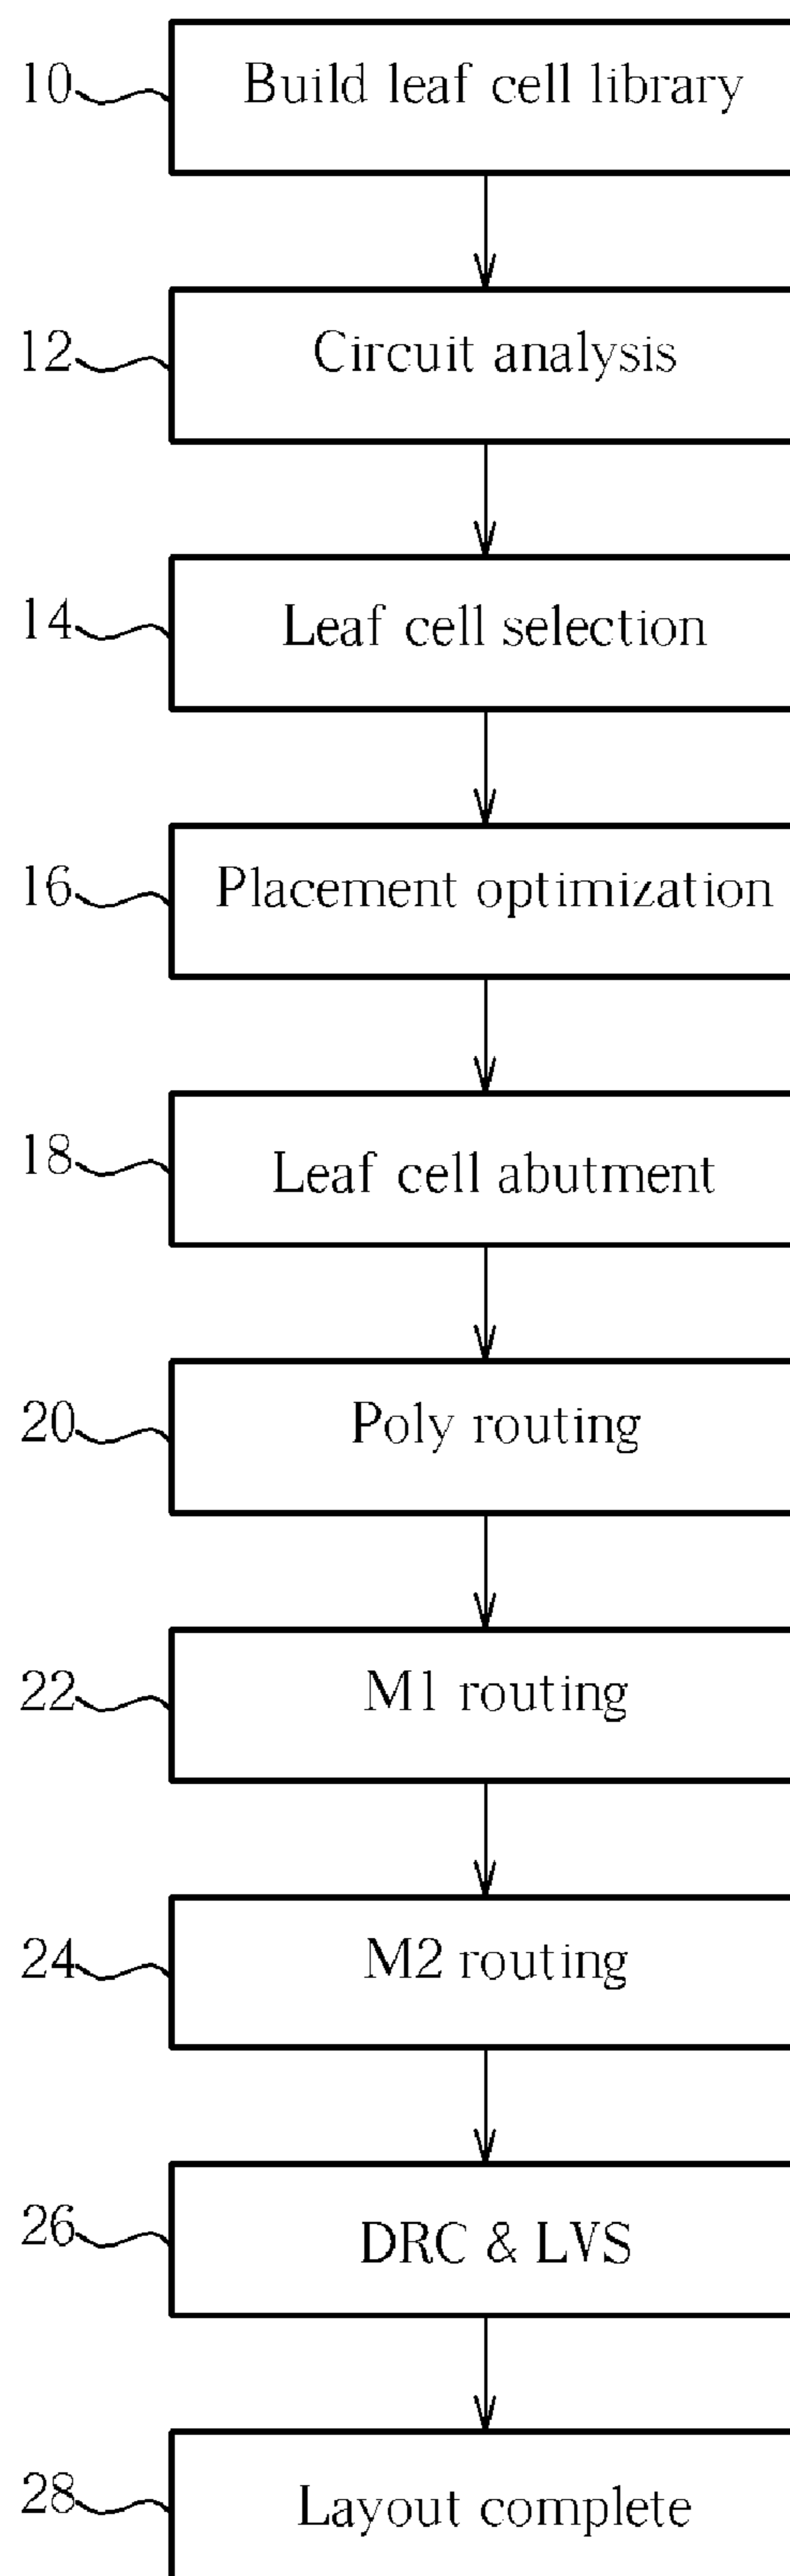 10 Build leaf cell library
12 Circuit analysis
14 Leaf cell selection
16 Placement optimization
18 Leaf cell abutment
20 Poly routing
22 M1 routing
24 M2 routing
26 DRC & LVS
28 Layout complete